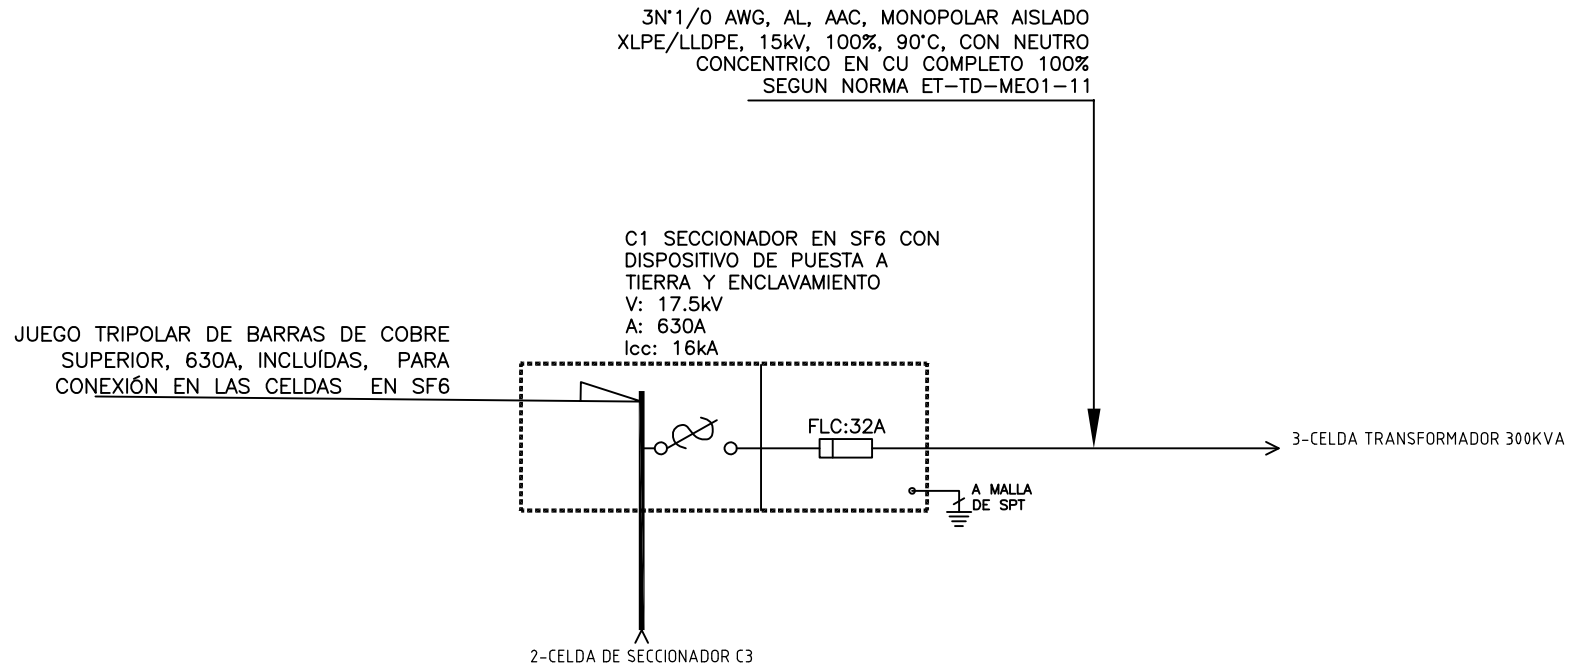 3N°1/0 AWG, AL, AAC, MONOPOLAR AISLADO
XLPE/LLDPE, 15kV, 100%, 90°C, CON NEUTRO
CONCENTRICO EN CU COMPLETO 100%
SEGUN NORMA ET-TD-ME01-11
C1 SECCIONADOR EN SF6 CON
DISPOSITIVO DE PUESTA A
TIERRA Y ENCLAVAMIENTO
V: 17.5kV
A: 630A
Icc: 16kA
JUEGO TRIPOLAR DE BARRAS DE COBRE
SUPERIOR, 630A, INCLUÍDAS, PARA
CONEXIÓN EN LAS CELDAS EN SF6
FLC:32A
3-CELDA TRANSFORMADOR 300KVA
A MALLA
DE SPT
2-CELDA DE SECCIONADOR C3